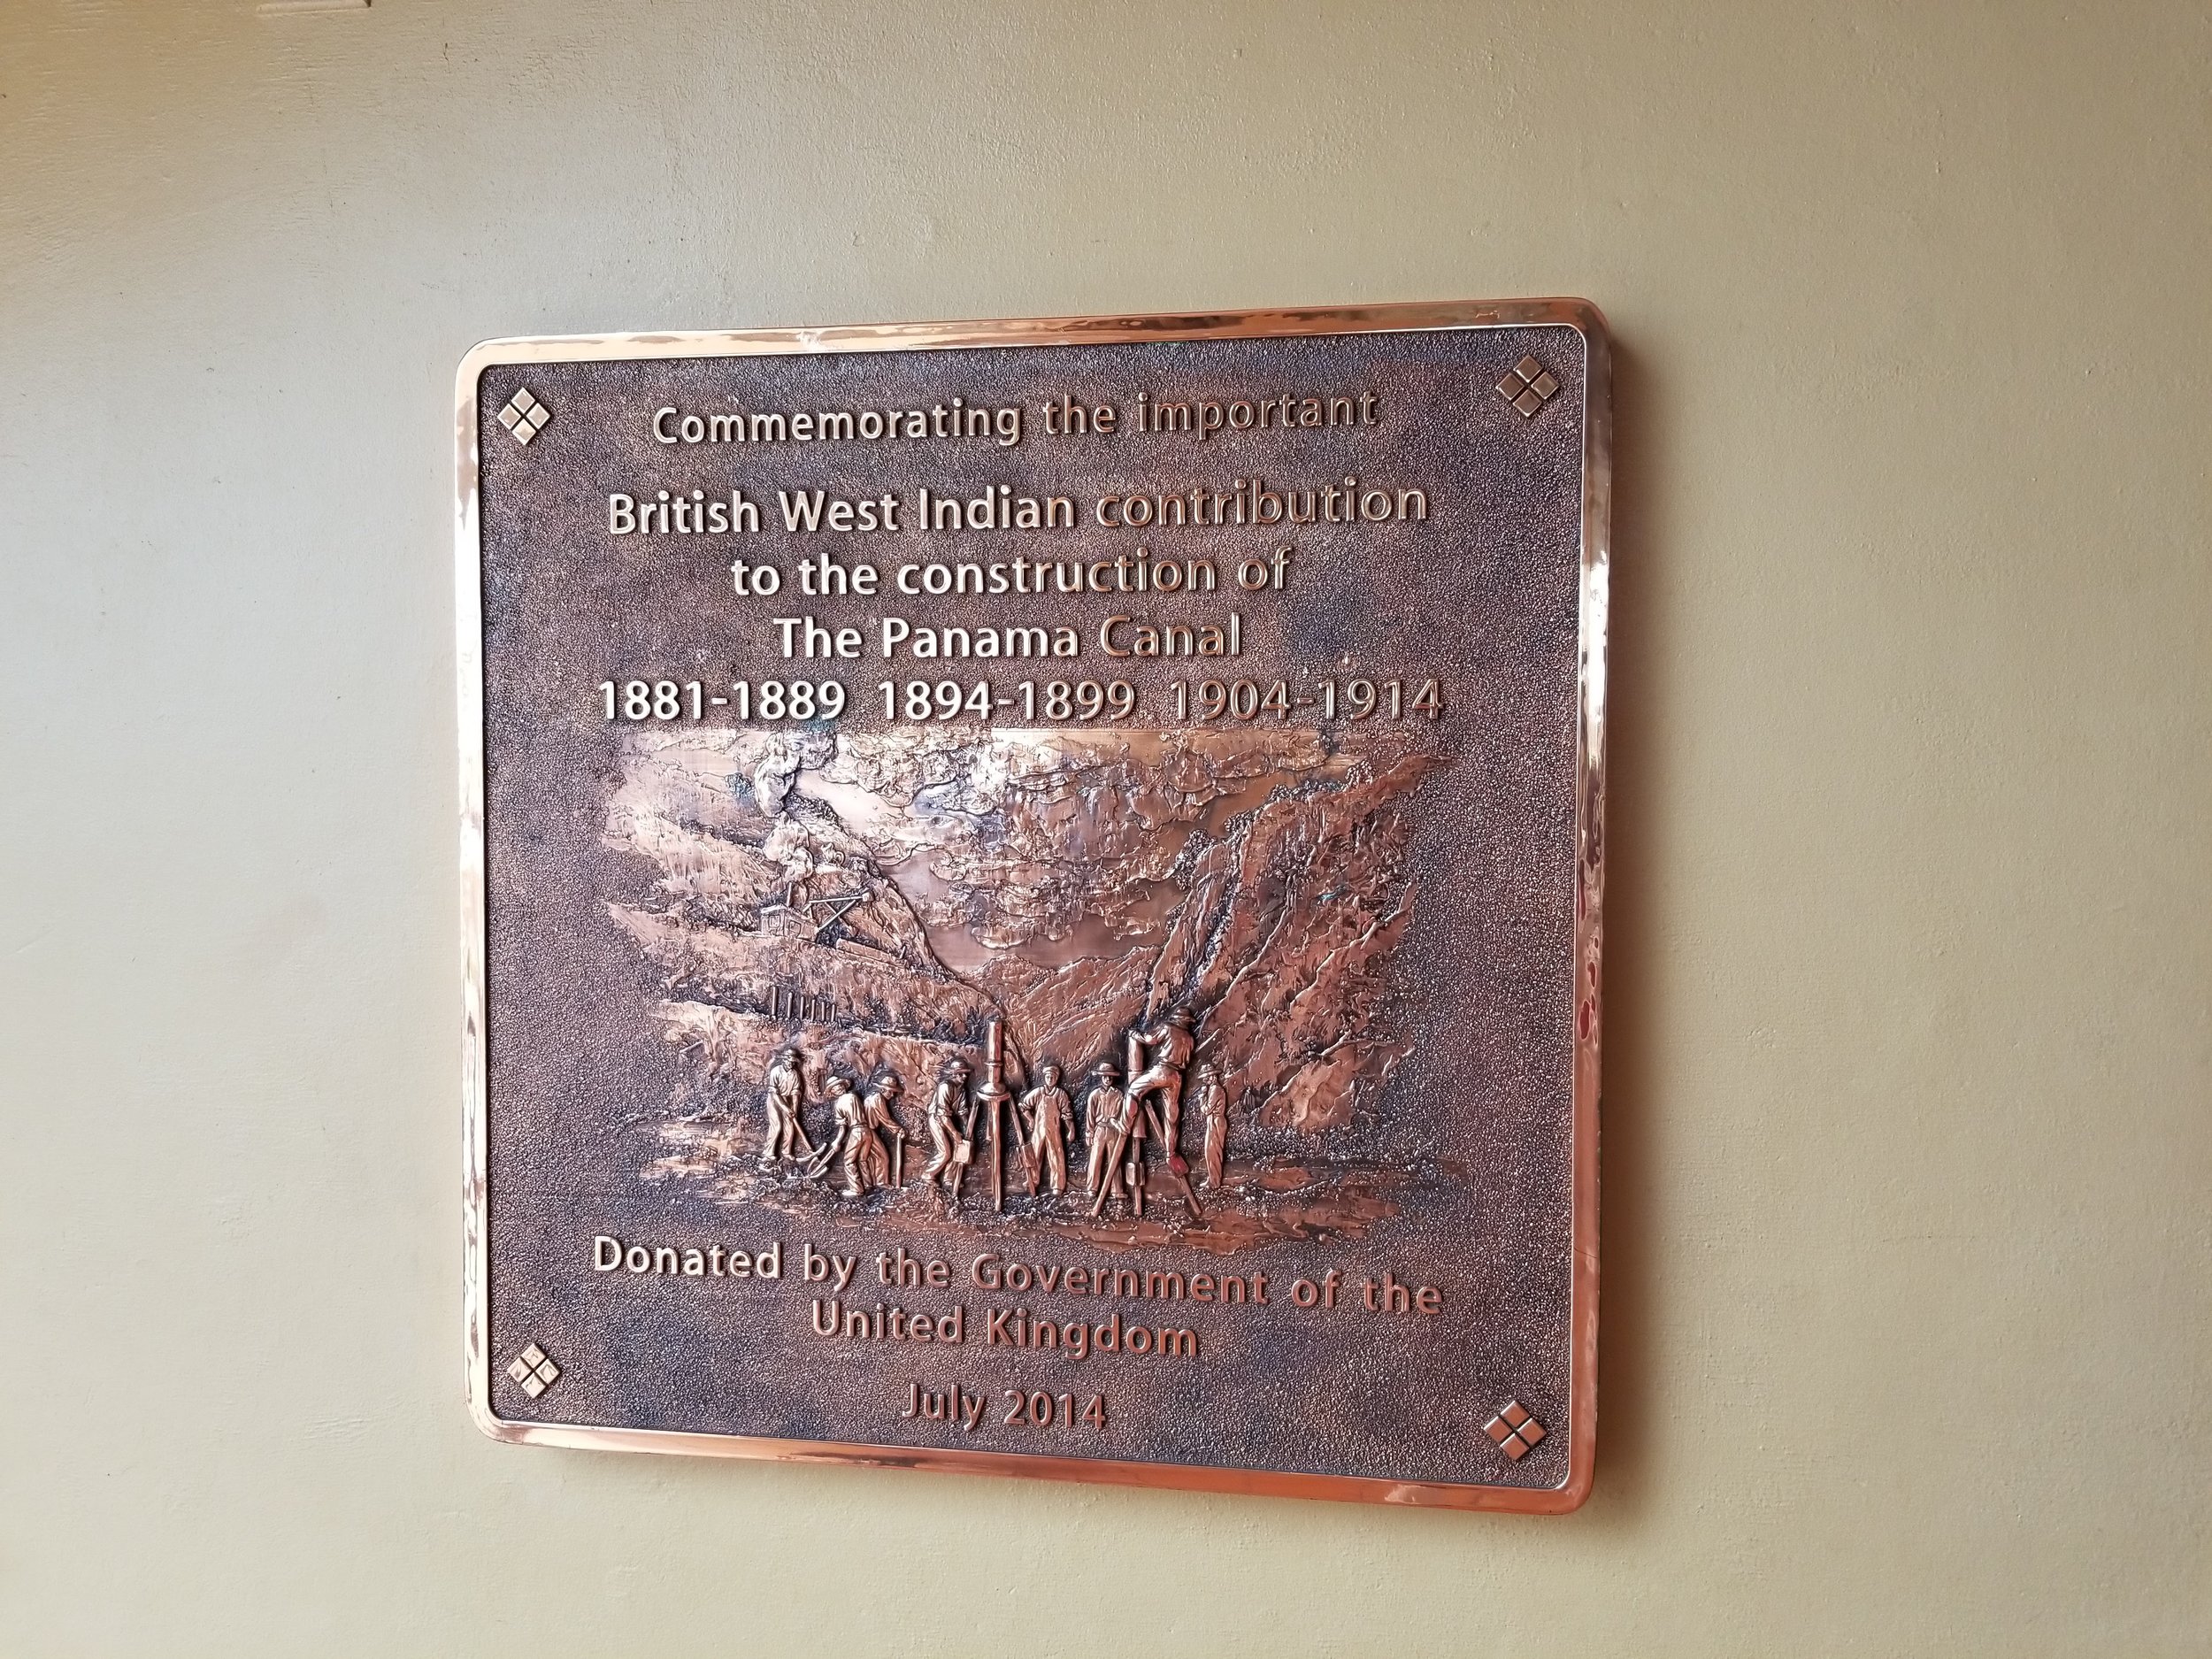 Commemorating the important
British West Indian contribution
to the construction of
The Panama Canal
1881-1889 1894-1899 1904-1914
Donated by the Government of the
United Kingdom
July 2014